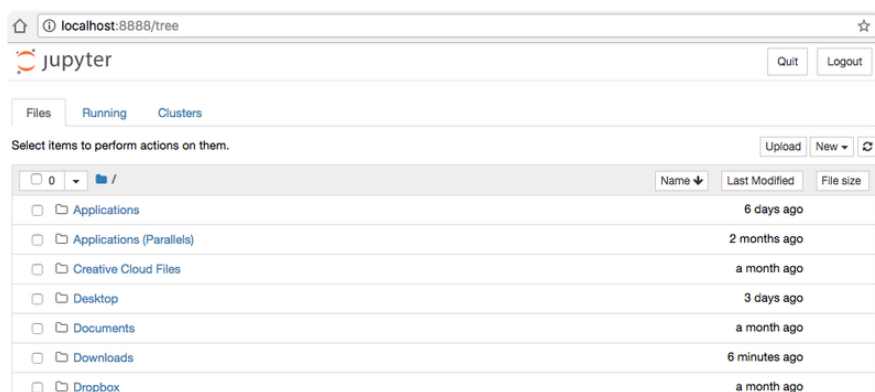 localhost:8888/tree
jupyter
Quit Logout
Files Running Clusters
Select items to perform actions on them.
Upload New
0 / Name Last Modified File size
Applications 6 days ago
Applications (Parallels) 2 months ago
Creative Cloud Files a month ago
Desktop 3 days ago
Documents a month ago
Downloads 6 minutes ago
Dropbox a month ago